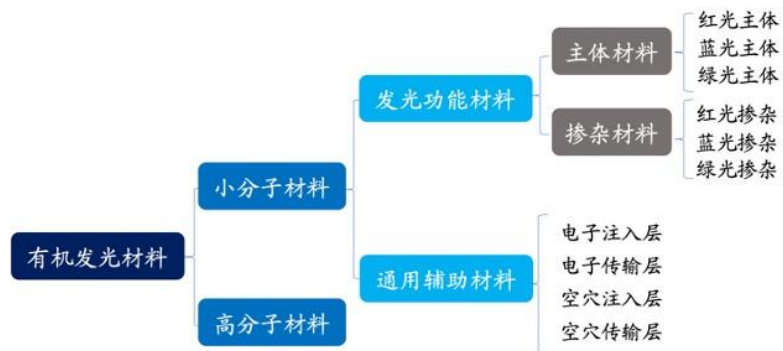 有机发光材料
小分子材料
高分子材料
发光功能材料
通用辅助材料
主体材料
掺杂材料
红光主体
蓝光主体
绿光主体
红光掺杂
蓝光掺杂
绿光掺杂
电子注入层
电子传输层
空穴注入层
空穴传输层